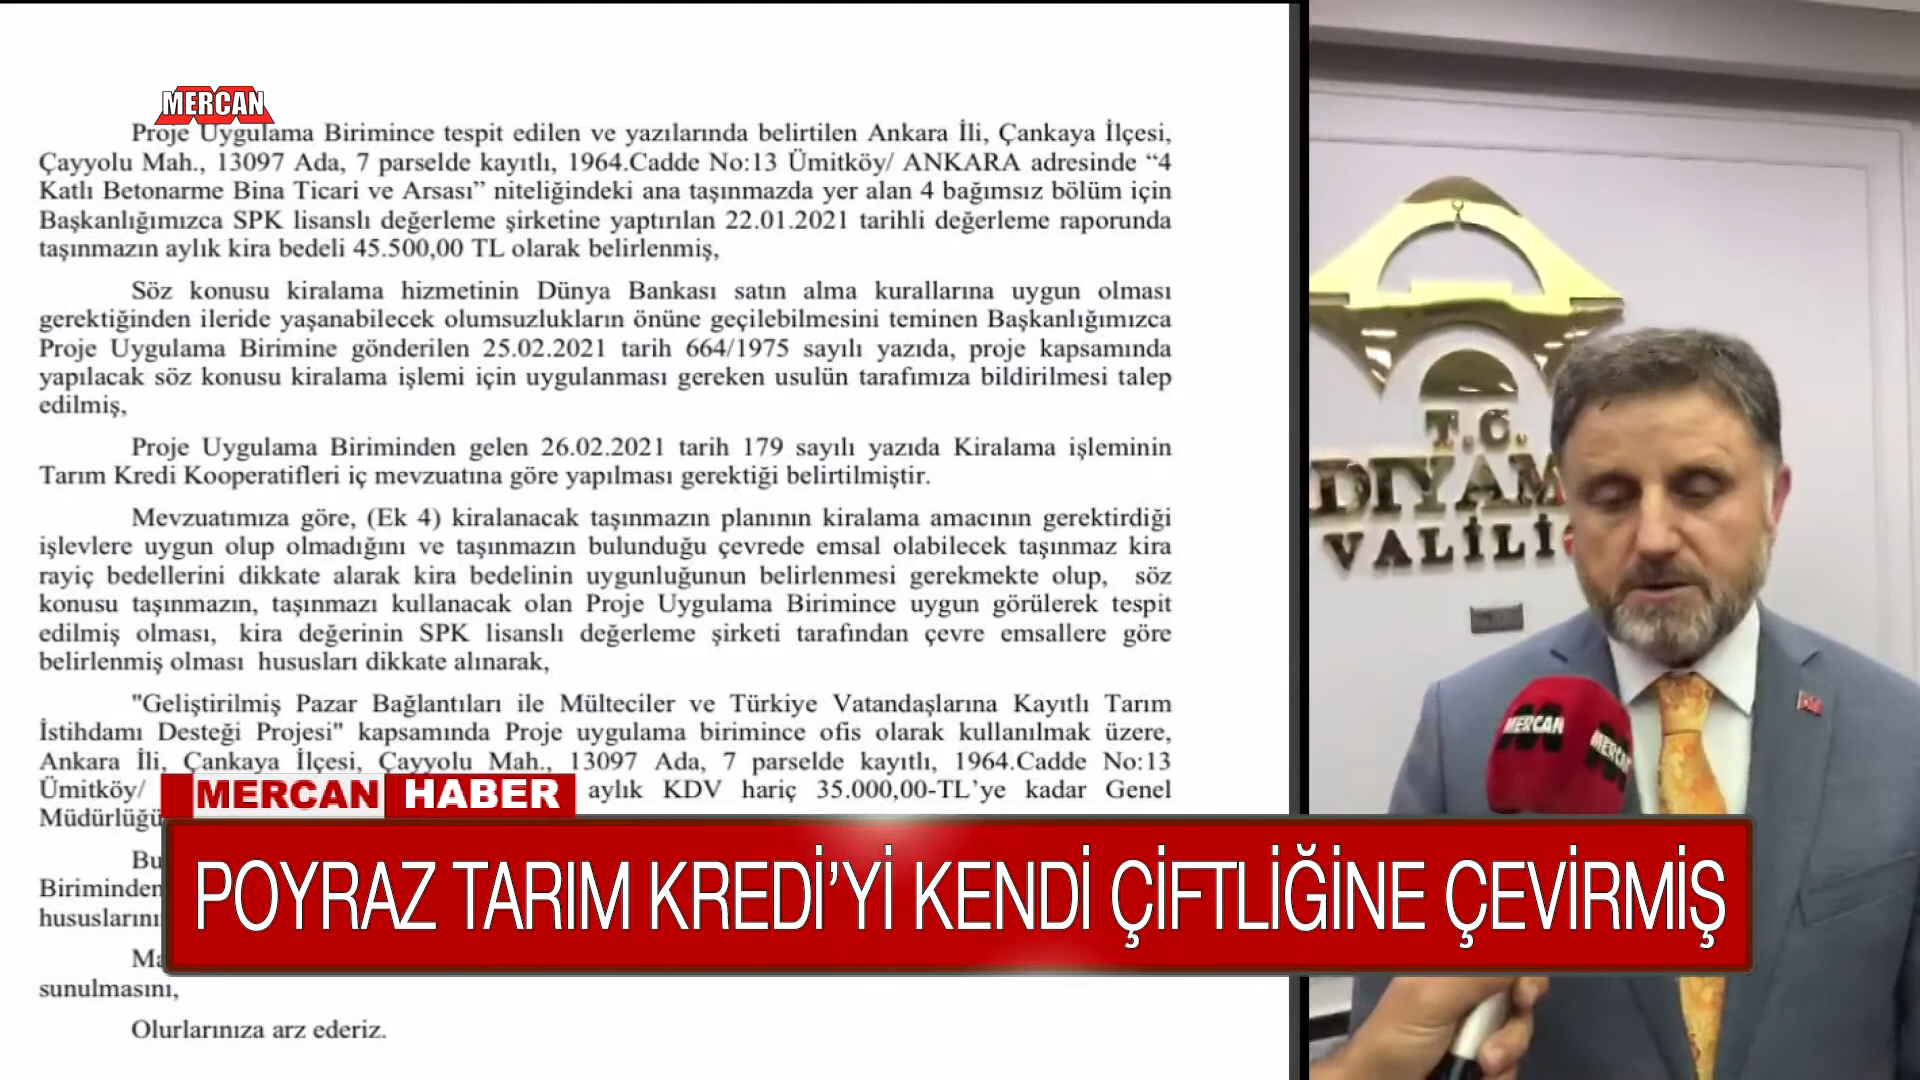 MERCAN
Proje Uygulama Birimince tespit edilen ve yazılarında belirtilen Ankara İli, Çankaya İlçesi,
Çayyolu Mah., 13097 Ada, 7 parselde kayıtlı, 1964.Cadde No:13 Ümitköy/ ANKARA adresinde “4
Katlı Betonarme Bina Ticari ve Arsası” niteliğindeki ana taşınmazda yer alan 4 bağımsız bölüm için
Başkanlığımızca SPK lisanslı değerleme şirketine yaptırılan 22.01.2021 tarihli değerleme raporunda
taşınmazın aylık kira bedeli 45.500,00 TL olarak belirlenmiş,
Söz konusu kiralama hizmetinin Dünya Bankası satın alma kurallarına uygun olması
gerektiğinden ileride yaşanabilecek olumsuzlukların önüne geçilebilmesini teminen Başkanlığımızca
Proje Uygulama Birimine gönderilen 25.02.2021 tarih 664/1975 sayılı yazıda, proje kapsamında
yapılacak söz konusu kiralama işlemi için uygulanması gereken usulün tarafımıza bildirilmesi talep
edilmiş,
Proje Uygulama Biriminden gelen 26.02.2021 tarih 179 sayılı yazıda Kiralama işleminin
Tarım Kredi Kooperatifleri iç mevzuatına göre yapılması gerektiği belirtilmiştir.
Mevzuatımıza göre, (Ek 4) kiralanacak taşınmazın planının kiralama amacının gerektirdiği
işlevlere uygun olup olmadığını ve taşınmazın bulunduğu çevrede emsal olabilecek taşınmaz kira
rayiç bedellerini dikkate alarak kira bedelinin uygunluğunun belirlenmesi gerekmekte olup, söz
konusu taşınmazın, taşınmazı kullanacak olan Proje Uygulama Birimince uygun görülerek tespit
edilmiş olması, kira değerinin SPK lisanslı değerleme şirketi tarafından çevre emsallere göre
belirlenmiş olması hususları dikkate alınarak,
"Geliştirilmiş Pazar Bağlantıları ile Mülteciler ve Türkiye Vatandaşlarına Kayıtlı Tarım
İstihdamı Desteği Projesi" kapsamında Proje uygulama birimince ofis olarak kullanılmak üzere,
Ankara İli, Çankaya İlçesi, Çayyolu Mah., 13097 Ada, 7 parselde kayıtlı, 1964.Cadde No:13
Ümitköy/ aylık KDV hariç 35.000,00-TL’ye kadar Genel
Müdürlüğü
Bu
Biriminden
hususlarını
Ma
sunulmasını,
Olurlarınıza arz ederiz.
MERCAN HABER
POYRAZ TARIM KREDİ’Yİ KENDİ ÇİFTLİĞİNE ÇEVİRMİŞ
T.C.
DIYAM
VALİLİ
MERCAN
MERCAN